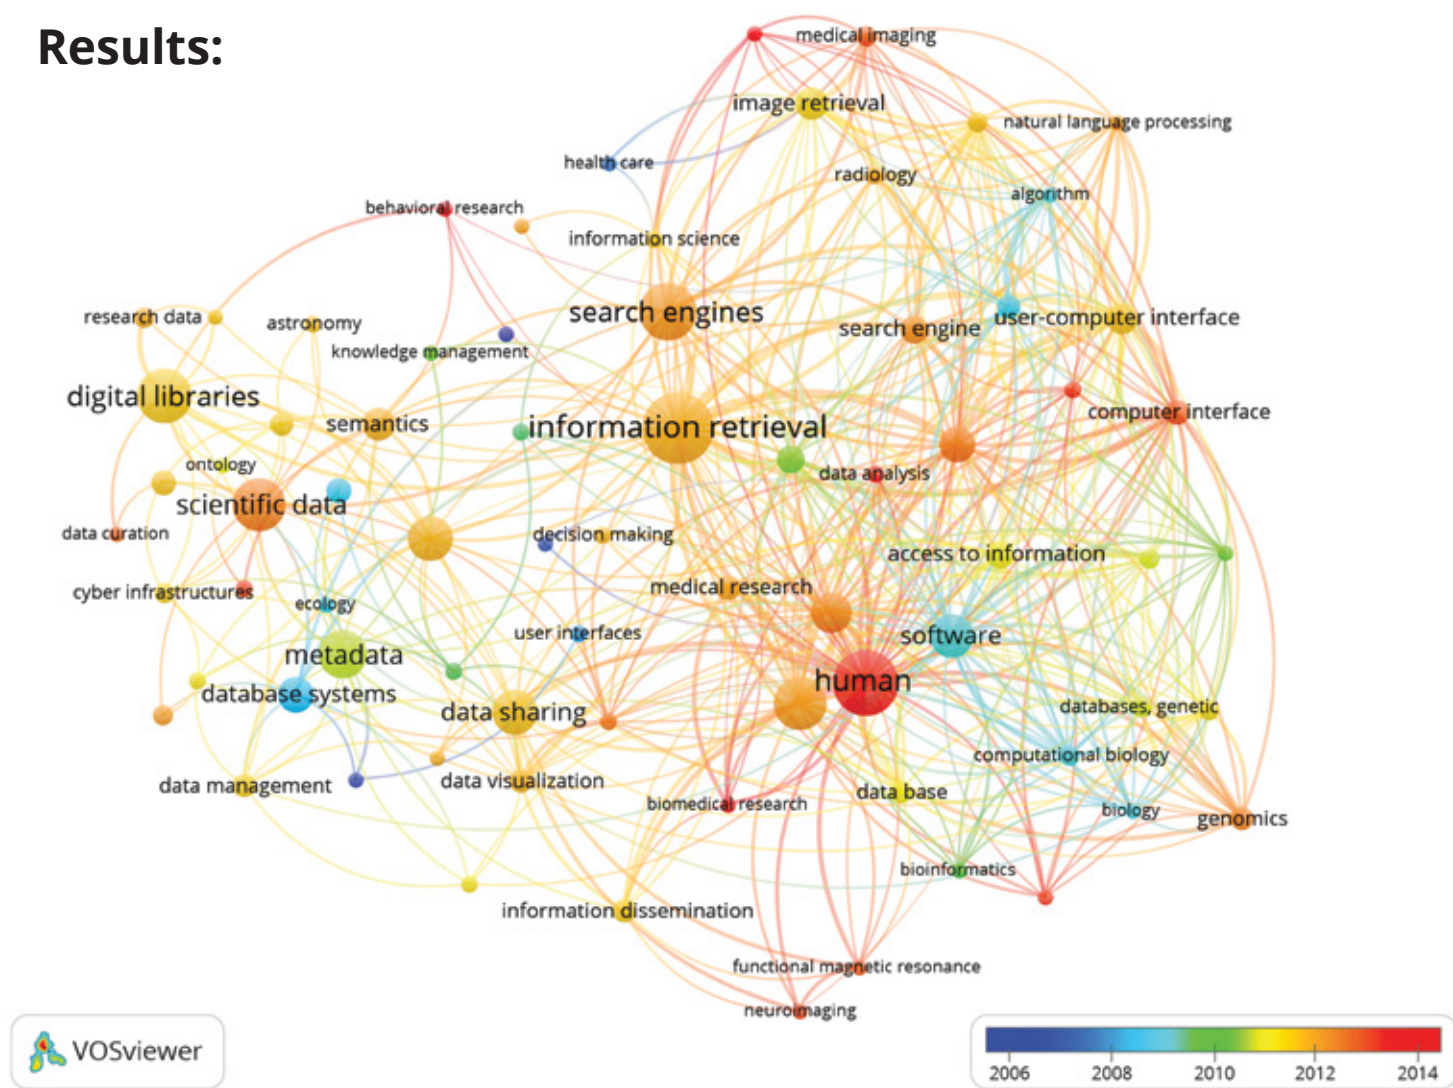 Results:
medical imaging
image retrieval
natural language processing
health care
radiology
algorithm
behavioral research
information science
search engines
research data
astronomy
search engine
user-computer interface
knowledge management
digital libraries
semantics
information retrieval
computer interface
ontology
data analysis
scientific data
data curation
decision making
access to information
cyber infrastructures
ecology
medical research
user interfaces
software
metadata
human
database systems
data sharing
databases, genetic
computational biology
data management
data visualization
biomedical research
data base
biology
genomics
bioinformatics
information dissemination
functional magnetic resonance
neuroimaging
VOSviewer
2006 2008 2010 2012 2014